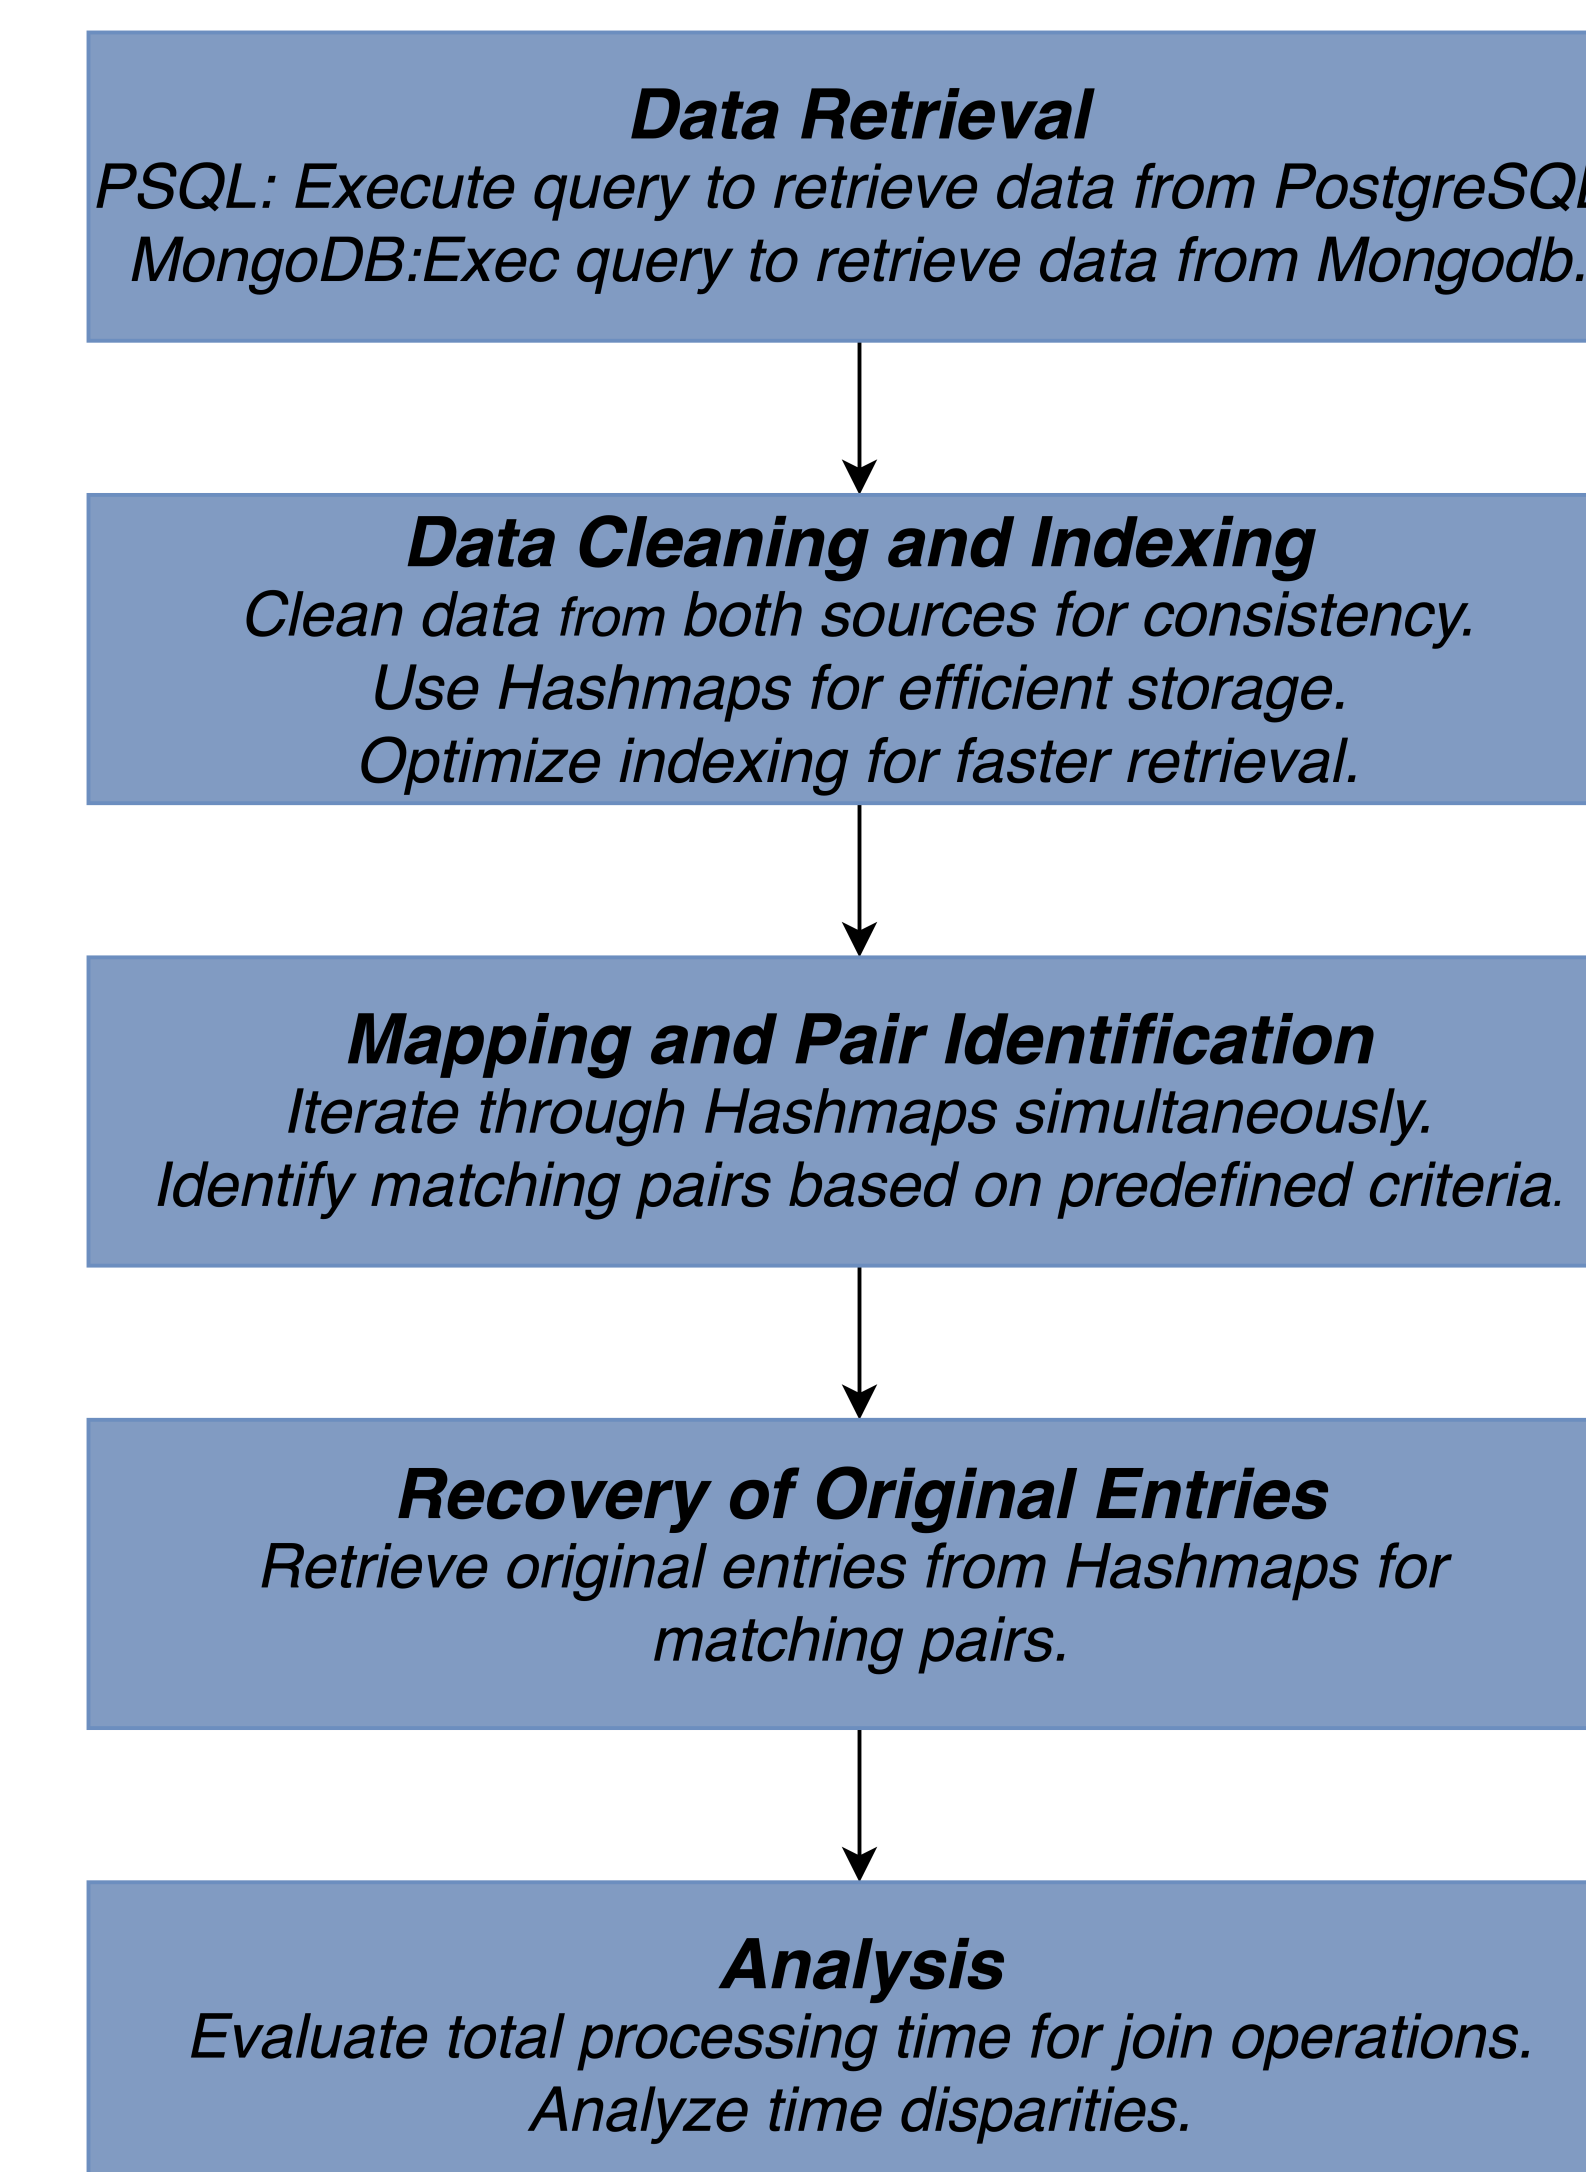 Data Retrieval
PSQL: Execute query to retrieve data from PostgreSQL
MongoDB:Exec query to retrieve data from Mongodb.
Data Cleaning and Indexing
Clean data from both sources for consistency.
Use Hashmaps for efficient storage.
Optimize indexing for faster retrieval.
Mapping and Pair Identification
Iterate through Hashmaps simultaneously.
Identify matching pairs based on predefined criteria.
Recovery of Original Entries
Retrieve original entries from Hashmaps for
matching pairs.
Analysis
Evaluate total processing time for join operations.
Analyze time disparities.